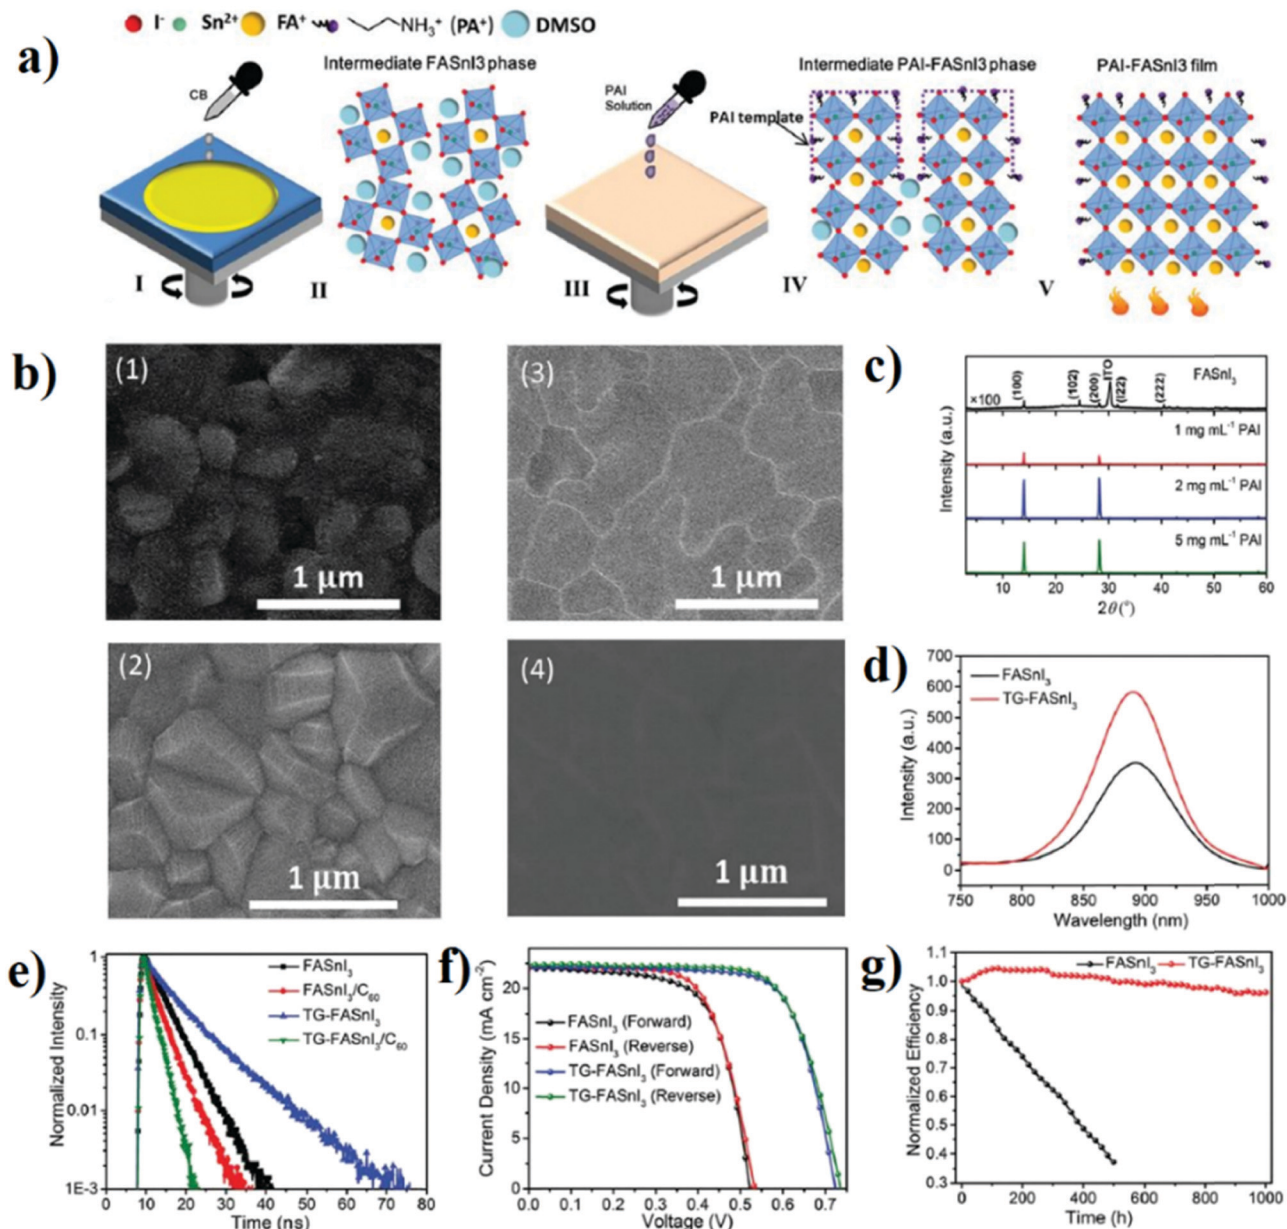 I⁻ Sn²⁺ FA⁺ NH₃⁺ (PA⁺) DMSO
a)
CB
Intermediate FASnI3 phase
PAI
Solution
PAI template
Intermediate PAI-FASnI3 phase
PAI-FASnI3 film
I
II
III
IV
V
b)
(1)
1 µm
(2)
1 µm
(3)
1 µm
(4)
1 µm
c)
Intensity (a.u.)
×100
(100)
(102)
(200)
ITO
(122)
(222)
FASnI₃
1 mg mL⁻¹ PAI
2 mg mL⁻¹ PAI
5 mg mL⁻¹ PAI
10 20 30 40 50 60
2θ (°)
d)
Intensity (a.u.)
700
600
500
400
300
200
100
0
FASnI₃
TG-FASnI₃
750 800 850 900 950 1000
Wavelength (nm)
e)
Normalized Intensity
1
0.1
0.01
1E-3
FASnI₃
FASnI₃/C₆₀
TG-FASnI₃
TG-FASnI₃/C₆₀
0 10 20 30 40 50 60 70 80
Time (ns)
f)
Current Density (mA cm⁻²)
20
15
10
5
0
FASnI₃ (Forward)
FASnI₃ (Reverse)
TG-FASnI₃ (Forward)
TG-FASnI₃ (Reverse)
0.0 0.1 0.2 0.3 0.4 0.5 0.6 0.7
Voltage (V)
g)
Normalized Efficiency
1.1
1.0
0.9
0.8
0.7
0.6
0.5
0.4
0.3
FASnI₃ TG-FASnI₃
0 200 400 600 800 1000
Time (h)